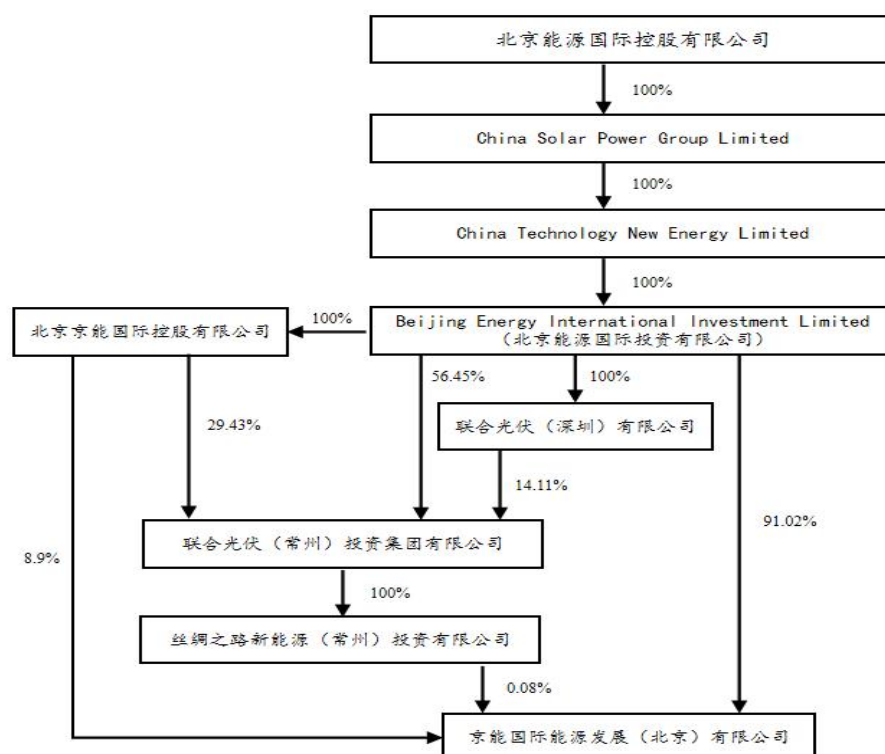 北京能源国际控股有限公司
100%
China Solar Power Group Limited
100%
China Technology New Energy Limited
100%
北京京能国际控股有限公司
100%
Beijing Energy International Investment Limited
（北京能源国际投资有限公司）
56.45%
100%
29.43%
联合光伏（深圳）有限公司
14.11%
91.02%
联合光伏（常州）投资集团有限公司
8.9%
100%
丝绸之路新能源（常州）投资有限公司
0.08%
京能国际能源发展（北京）有限公司